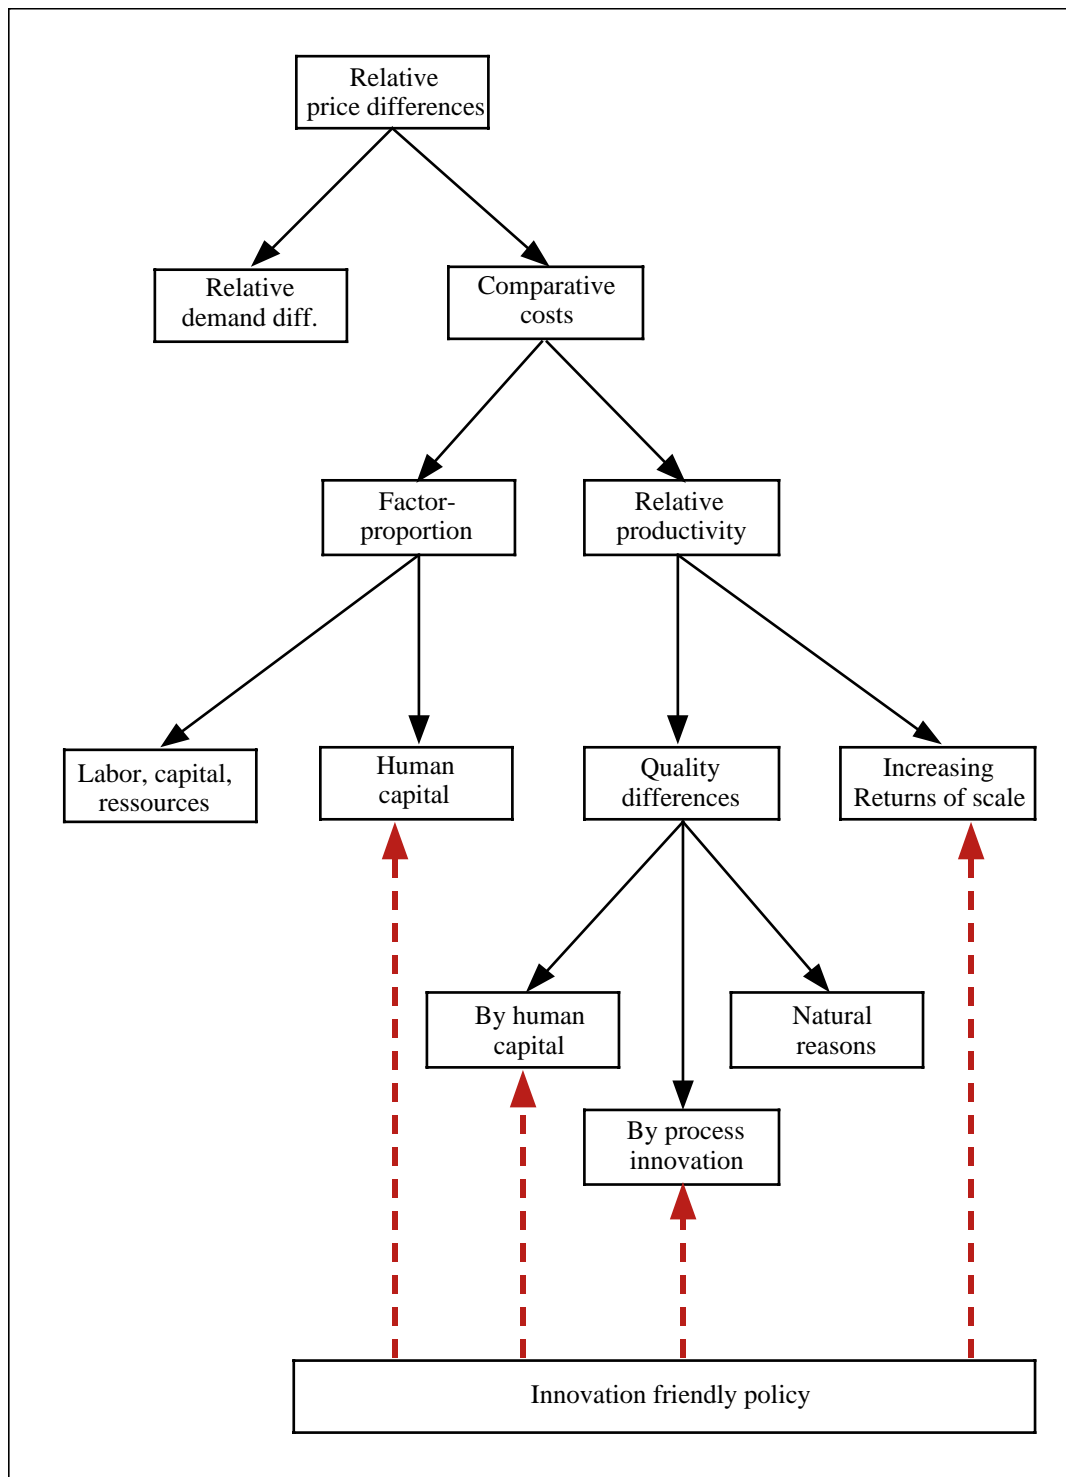 Relative
price differences
Relative
demand diff.
Comparative
costs
Factor-
proportion
Relative
productivity
Labor, capital,
ressources
Human
capital
Quality
differences
Increasing
Returns of scale
By human
capital
Natural
reasons
By process
innovation
Innovation friendly policy